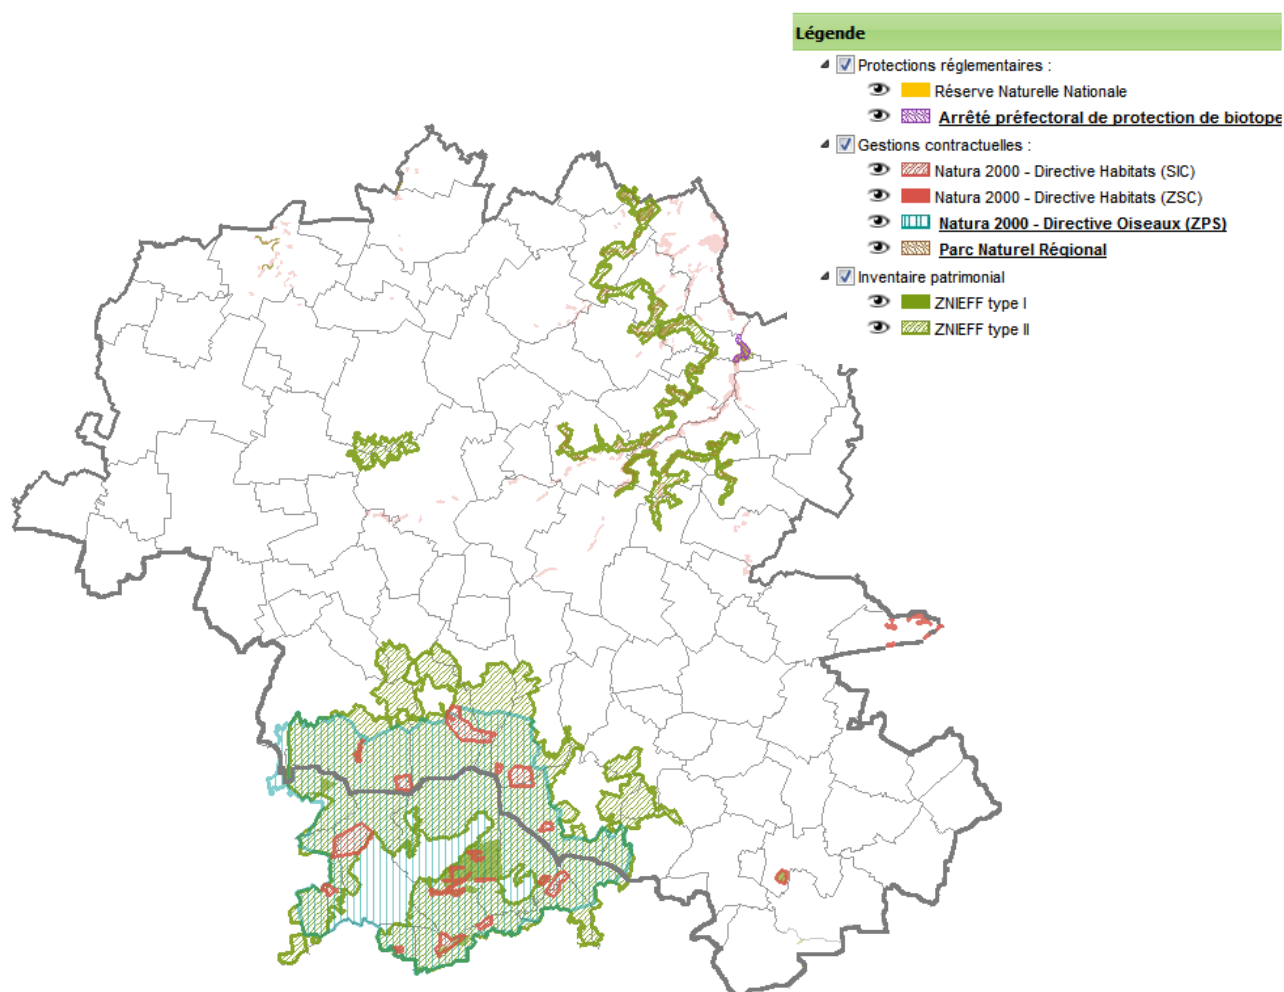 Légende
Protections réglementaires :
Réserve Naturelle Nationale
Arrêté préfectoral de protection de biotope
Gestions contractuelles :
Natura 2000 - Directive Habitats (SIC)
Natura 2000 - Directive Habitats (ZSC)
Natura 2000 - Directive Oiseaux (ZPS)
Parc Naturel Régional
Inventaire patrimonial
ZNIEFF type I
ZNIEFF type II